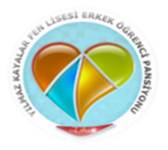 YILMAZ KAYALAR FEN LİSESİ ERKEK ÖĞRENCİ PANSİYONU